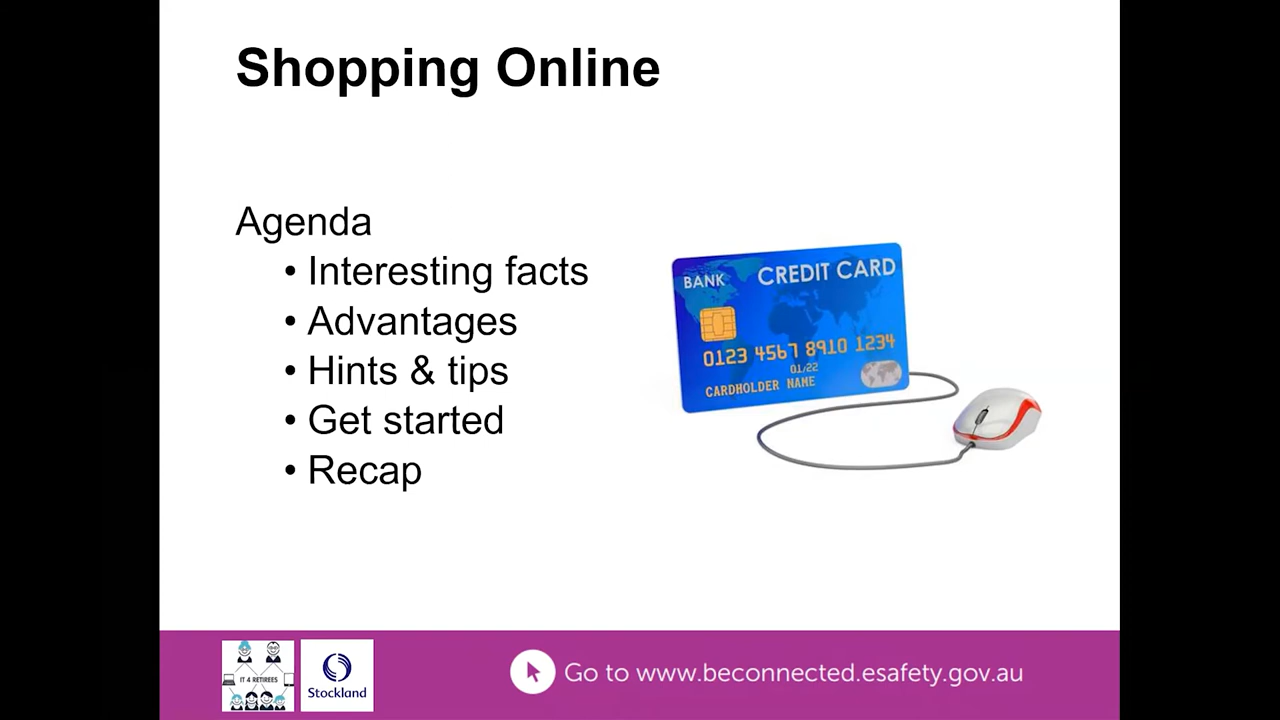 Shopping Online
Agenda
• Interesting facts
• Advantages
• Hints & tips
• Get started
• Recap
BANK CREDIT CARD
0123 4567 8910 1234
01/22
CARDHOLDER NAME
IT 4 RETIREES
Stockland
Go to www.beconnected.esafety.gov.au